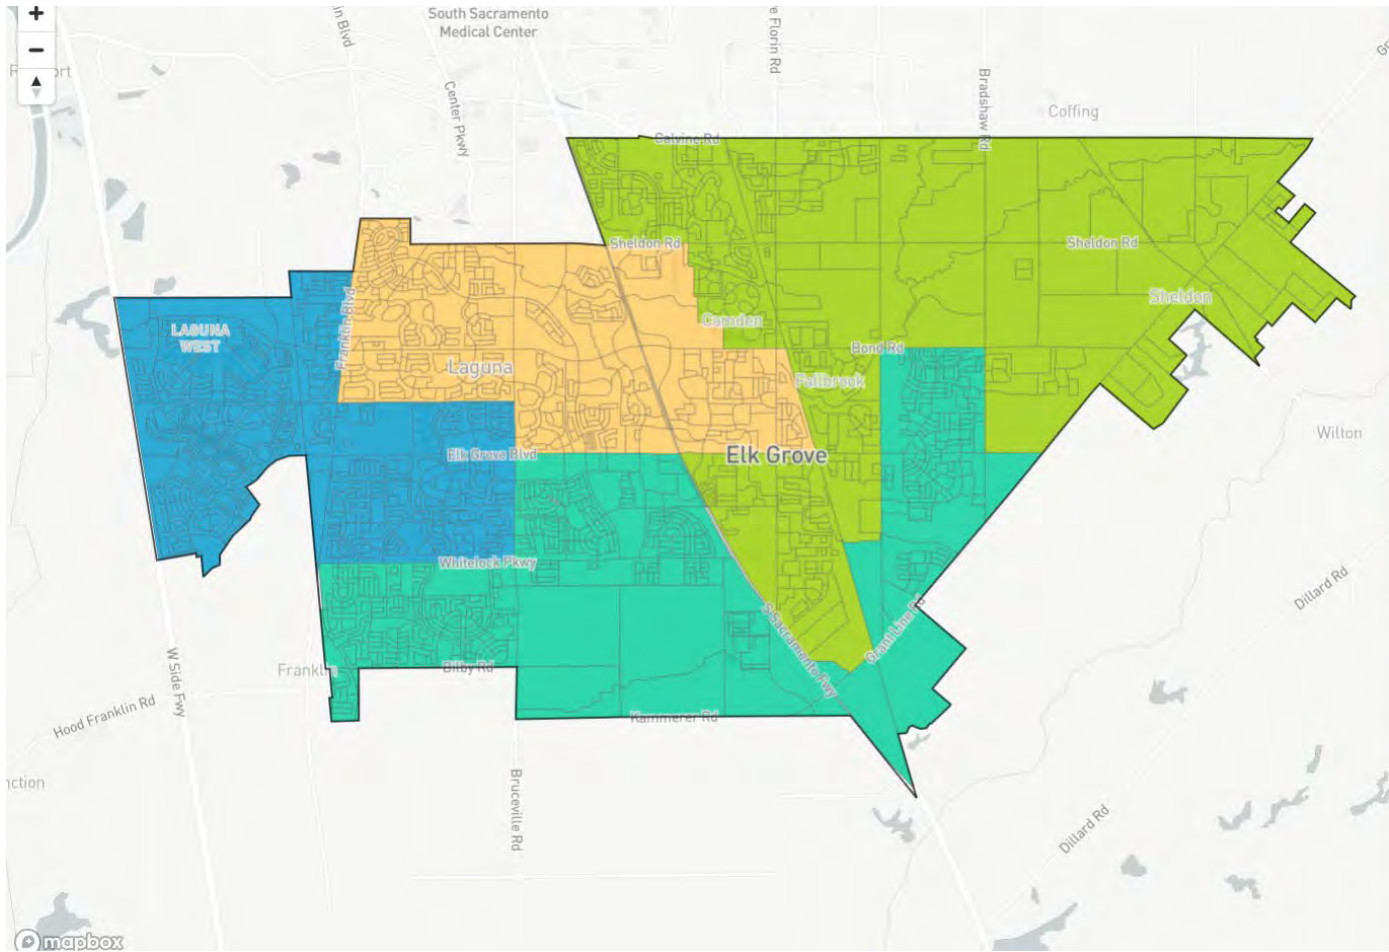 South Sacramento
Medical Center
Center Pkwy
Bradshaw Rd
Coffing
Calvine Rd
Sheldon Rd
Sheldon Rd
Sheldon
LAGUNA
WEST
Franklin Blvd
Camden
Bond Rd
Laguna
Fallbrook
Wilton
Elk Grove Blvd
Elk Grove
Whitelock Pkwy
Dillard Rd
S Sacramento Fwy
Grant Line Rd
W Side Fwy
Franklin
Bilby Rd
Hood Franklin Rd
Kammerer Rd
Bruceville Rd
Dillard Rd
mapbox